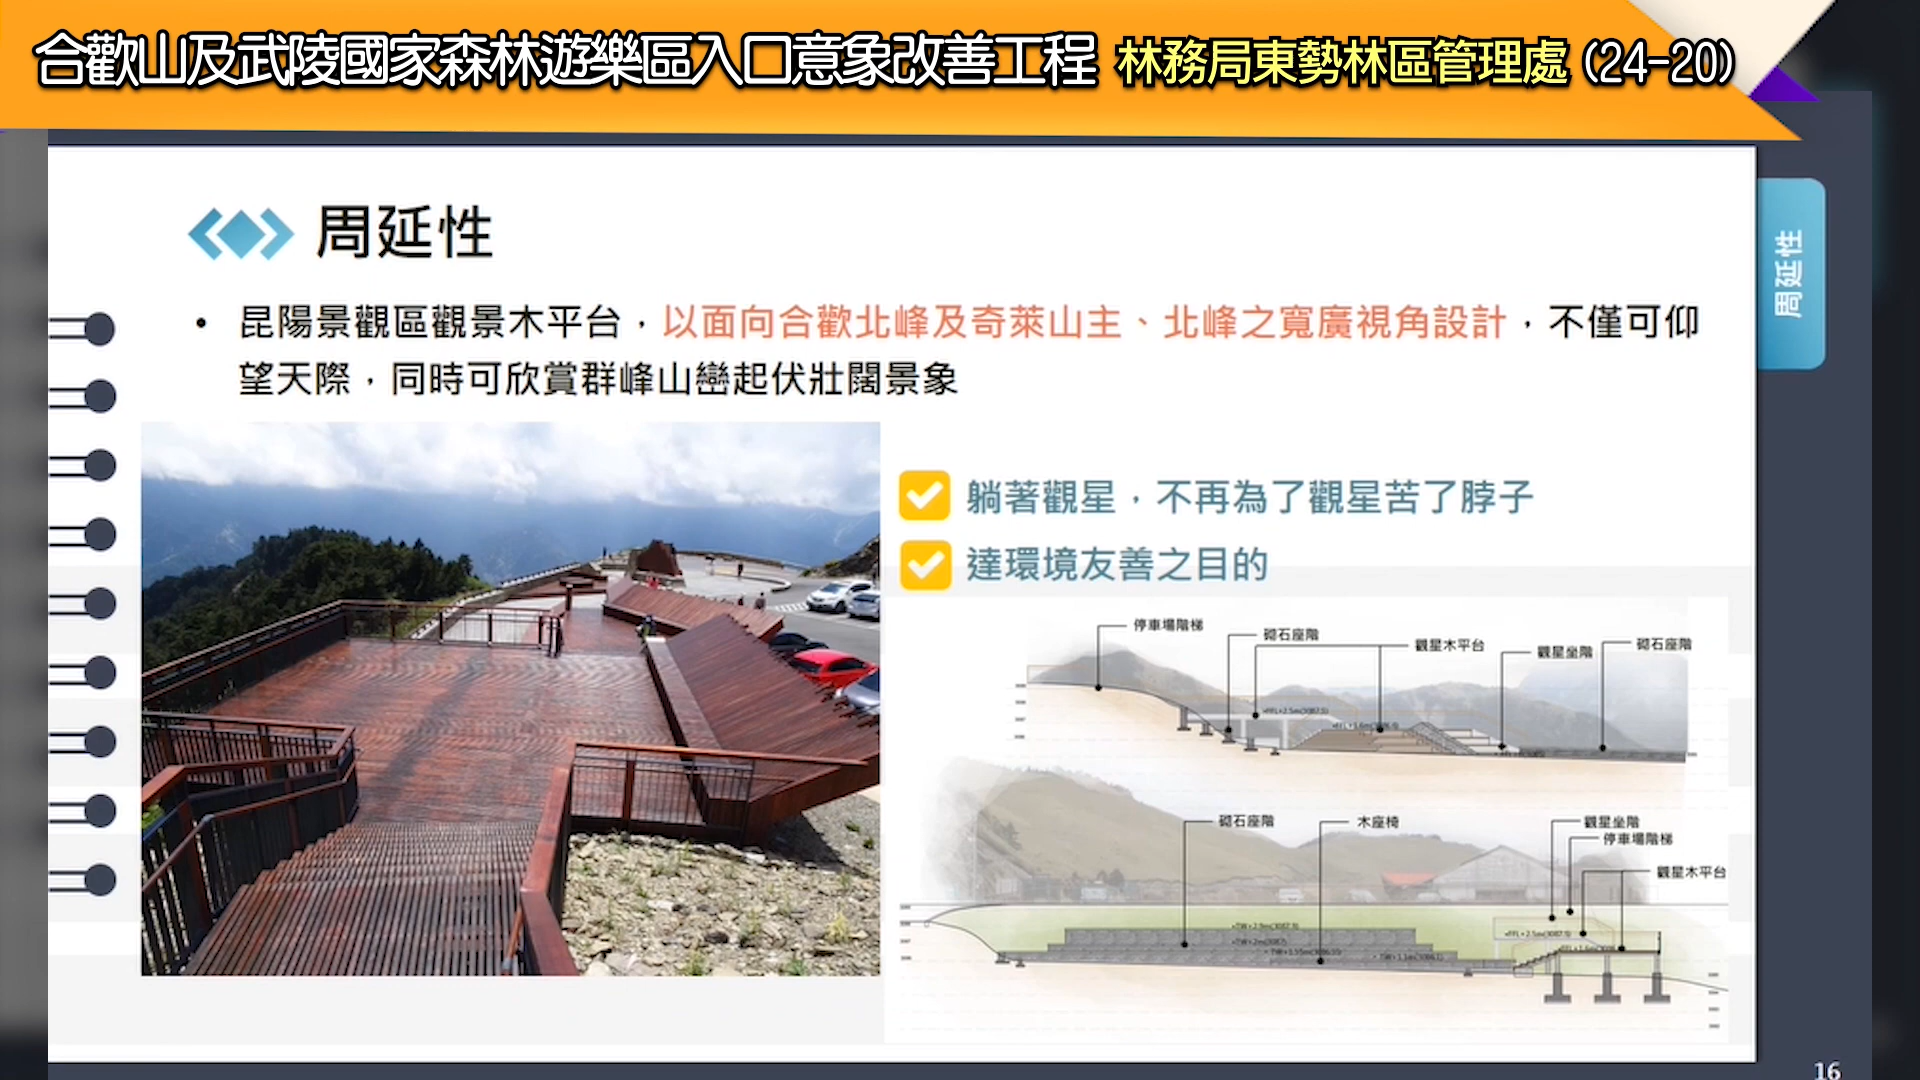 合歡山及武陵國家森林遊樂區入口意象改善工程 林務局東勢林區管理處 (24-20)
周延性
周延性
• 昆陽景觀區觀景木平台，以面向合歡北峰及奇萊山主、北峰之寬廣視角設計，不僅可仰
望天際，同時可欣賞群峰山巒起伏壯闊景象
躺著觀星，不再為了觀星苦了脖子
達環境友善之目的
停車場階梯
砌石座階
觀星木平台
觀星坐階
砌石座階
砌石座階
木座椅
觀星坐階
停車場階梯
觀星木平台
16